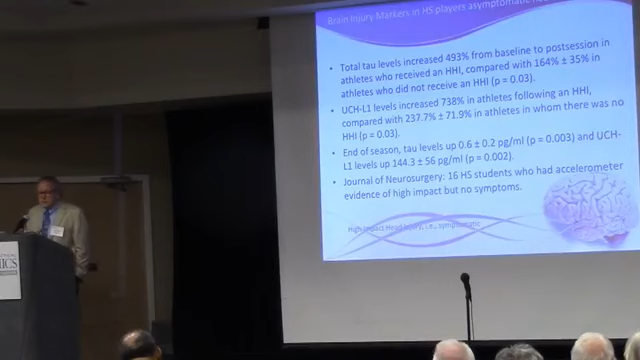 Brain Injury Markers in HS players asymptomatic
• Total tau levels increased 493% from baseline to postsession in
athletes who received an HHI, compared with 164% ± 35% in
athletes who did not receive an HHI (p = 0.03).
• UCH-L1 levels increased 738% in athletes following an HHI,
compared with 237.7% ± 71.9% in athletes in whom there was no
HHI (p = 0.03).
• End of season, tau levels up 0.6 ± 0.2 pg/ml (p = 0.003) and UCH-
L1 levels up 144.3 ± 56 pg/ml (p = 0.002).
• Journal of Neurosurgery: 16 HS students who had accelerometer
evidence of high impact but no symptoms.
High Impact Head i.e., symptomatic